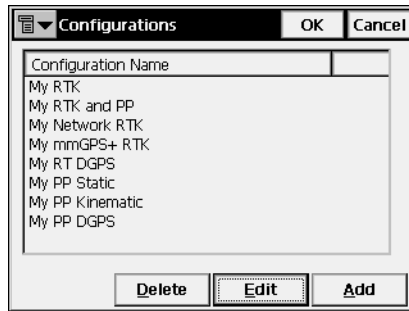 Configurations OK Cancel
Configuration Name
My RTK
My RTK and PP
My Network RTK
My mmGPS+ RTK
My RT DGPS
My PP Static
My PP Kinematic
My PP DGPS
Delete Edit Add